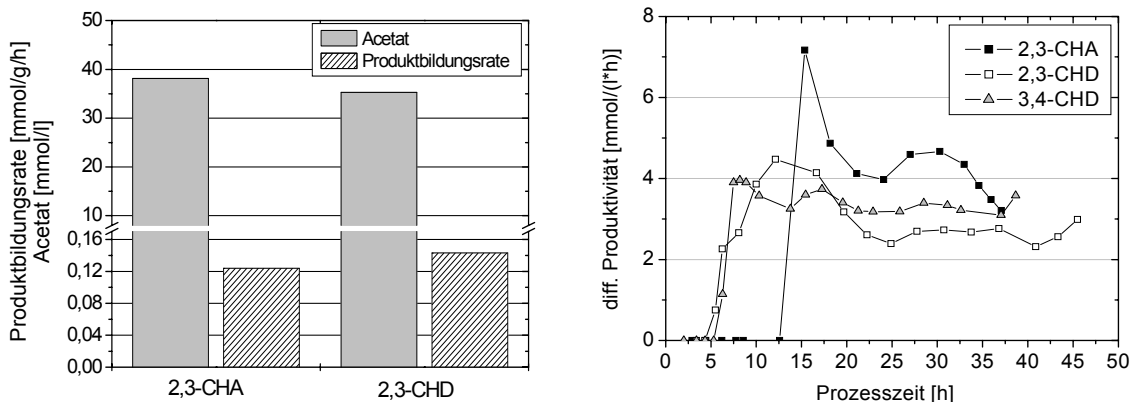 Produktbildungsrate [mmol/g/h]
Acetat [mmol/l]
50
40
30
20
10
0,16
0,12
0,08
0,04
0,00
Acetat
Produktbildungsrate
2,3-CHA
2,3-CHD
diff. Produktivität [mmol/(l*h)]
8
6
4
2
0
2,3-CHA
2,3-CHD
3,4-CHD
0 5 10 15 20 25 30 35 40 45 50
Prozesszeit [h]